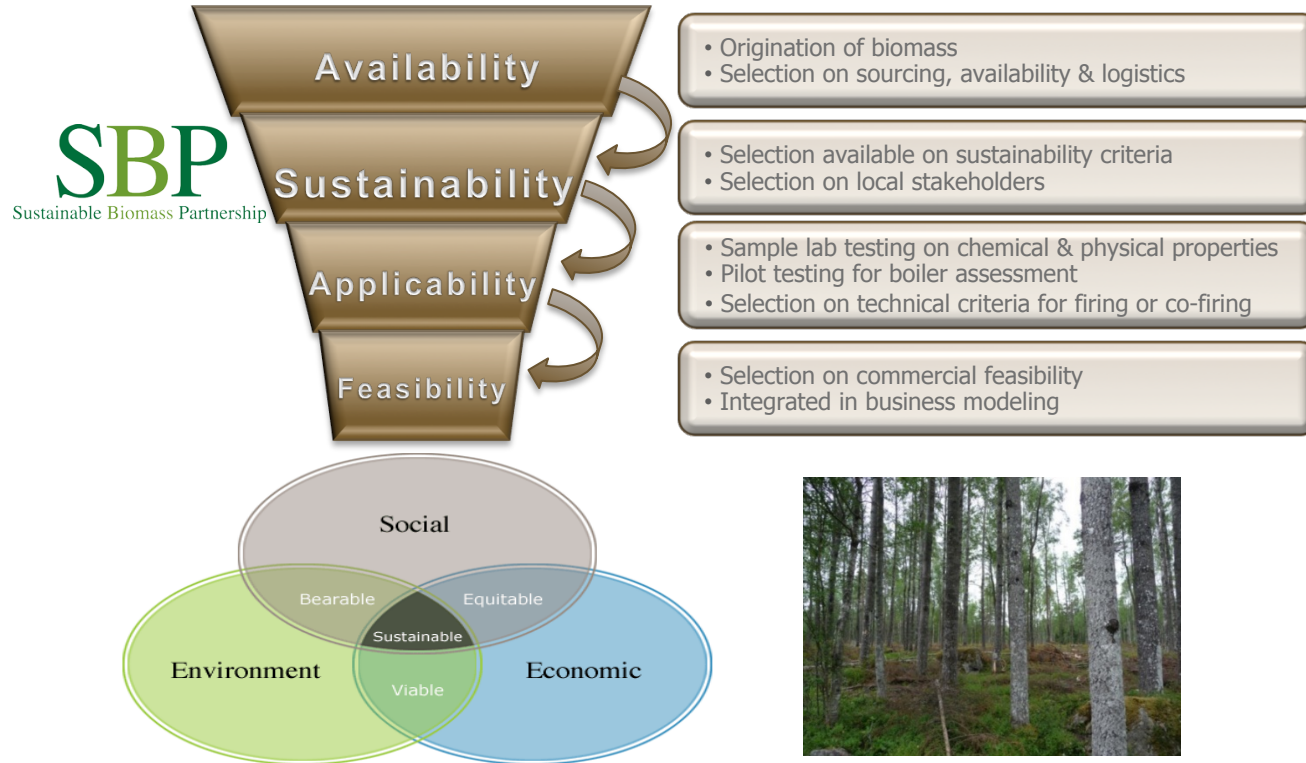 Availability
• Origination of biomass
• Selection on sourcing, availability & logistics
SBP
Sustainable Biomass Partnership
Sustainability
• Selection available on sustainability criteria
• Selection on local stakeholders
Applicability
• Sample lab testing on chemical & physical properties
• Pilot testing for boiler assessment
• Selection on technical criteria for firing or co-firing
Feasibility
• Selection on commercial feasibility
• Integrated in business modeling
Social
Bearable
Equitable
Sustainable
Environment
Economic
Viable